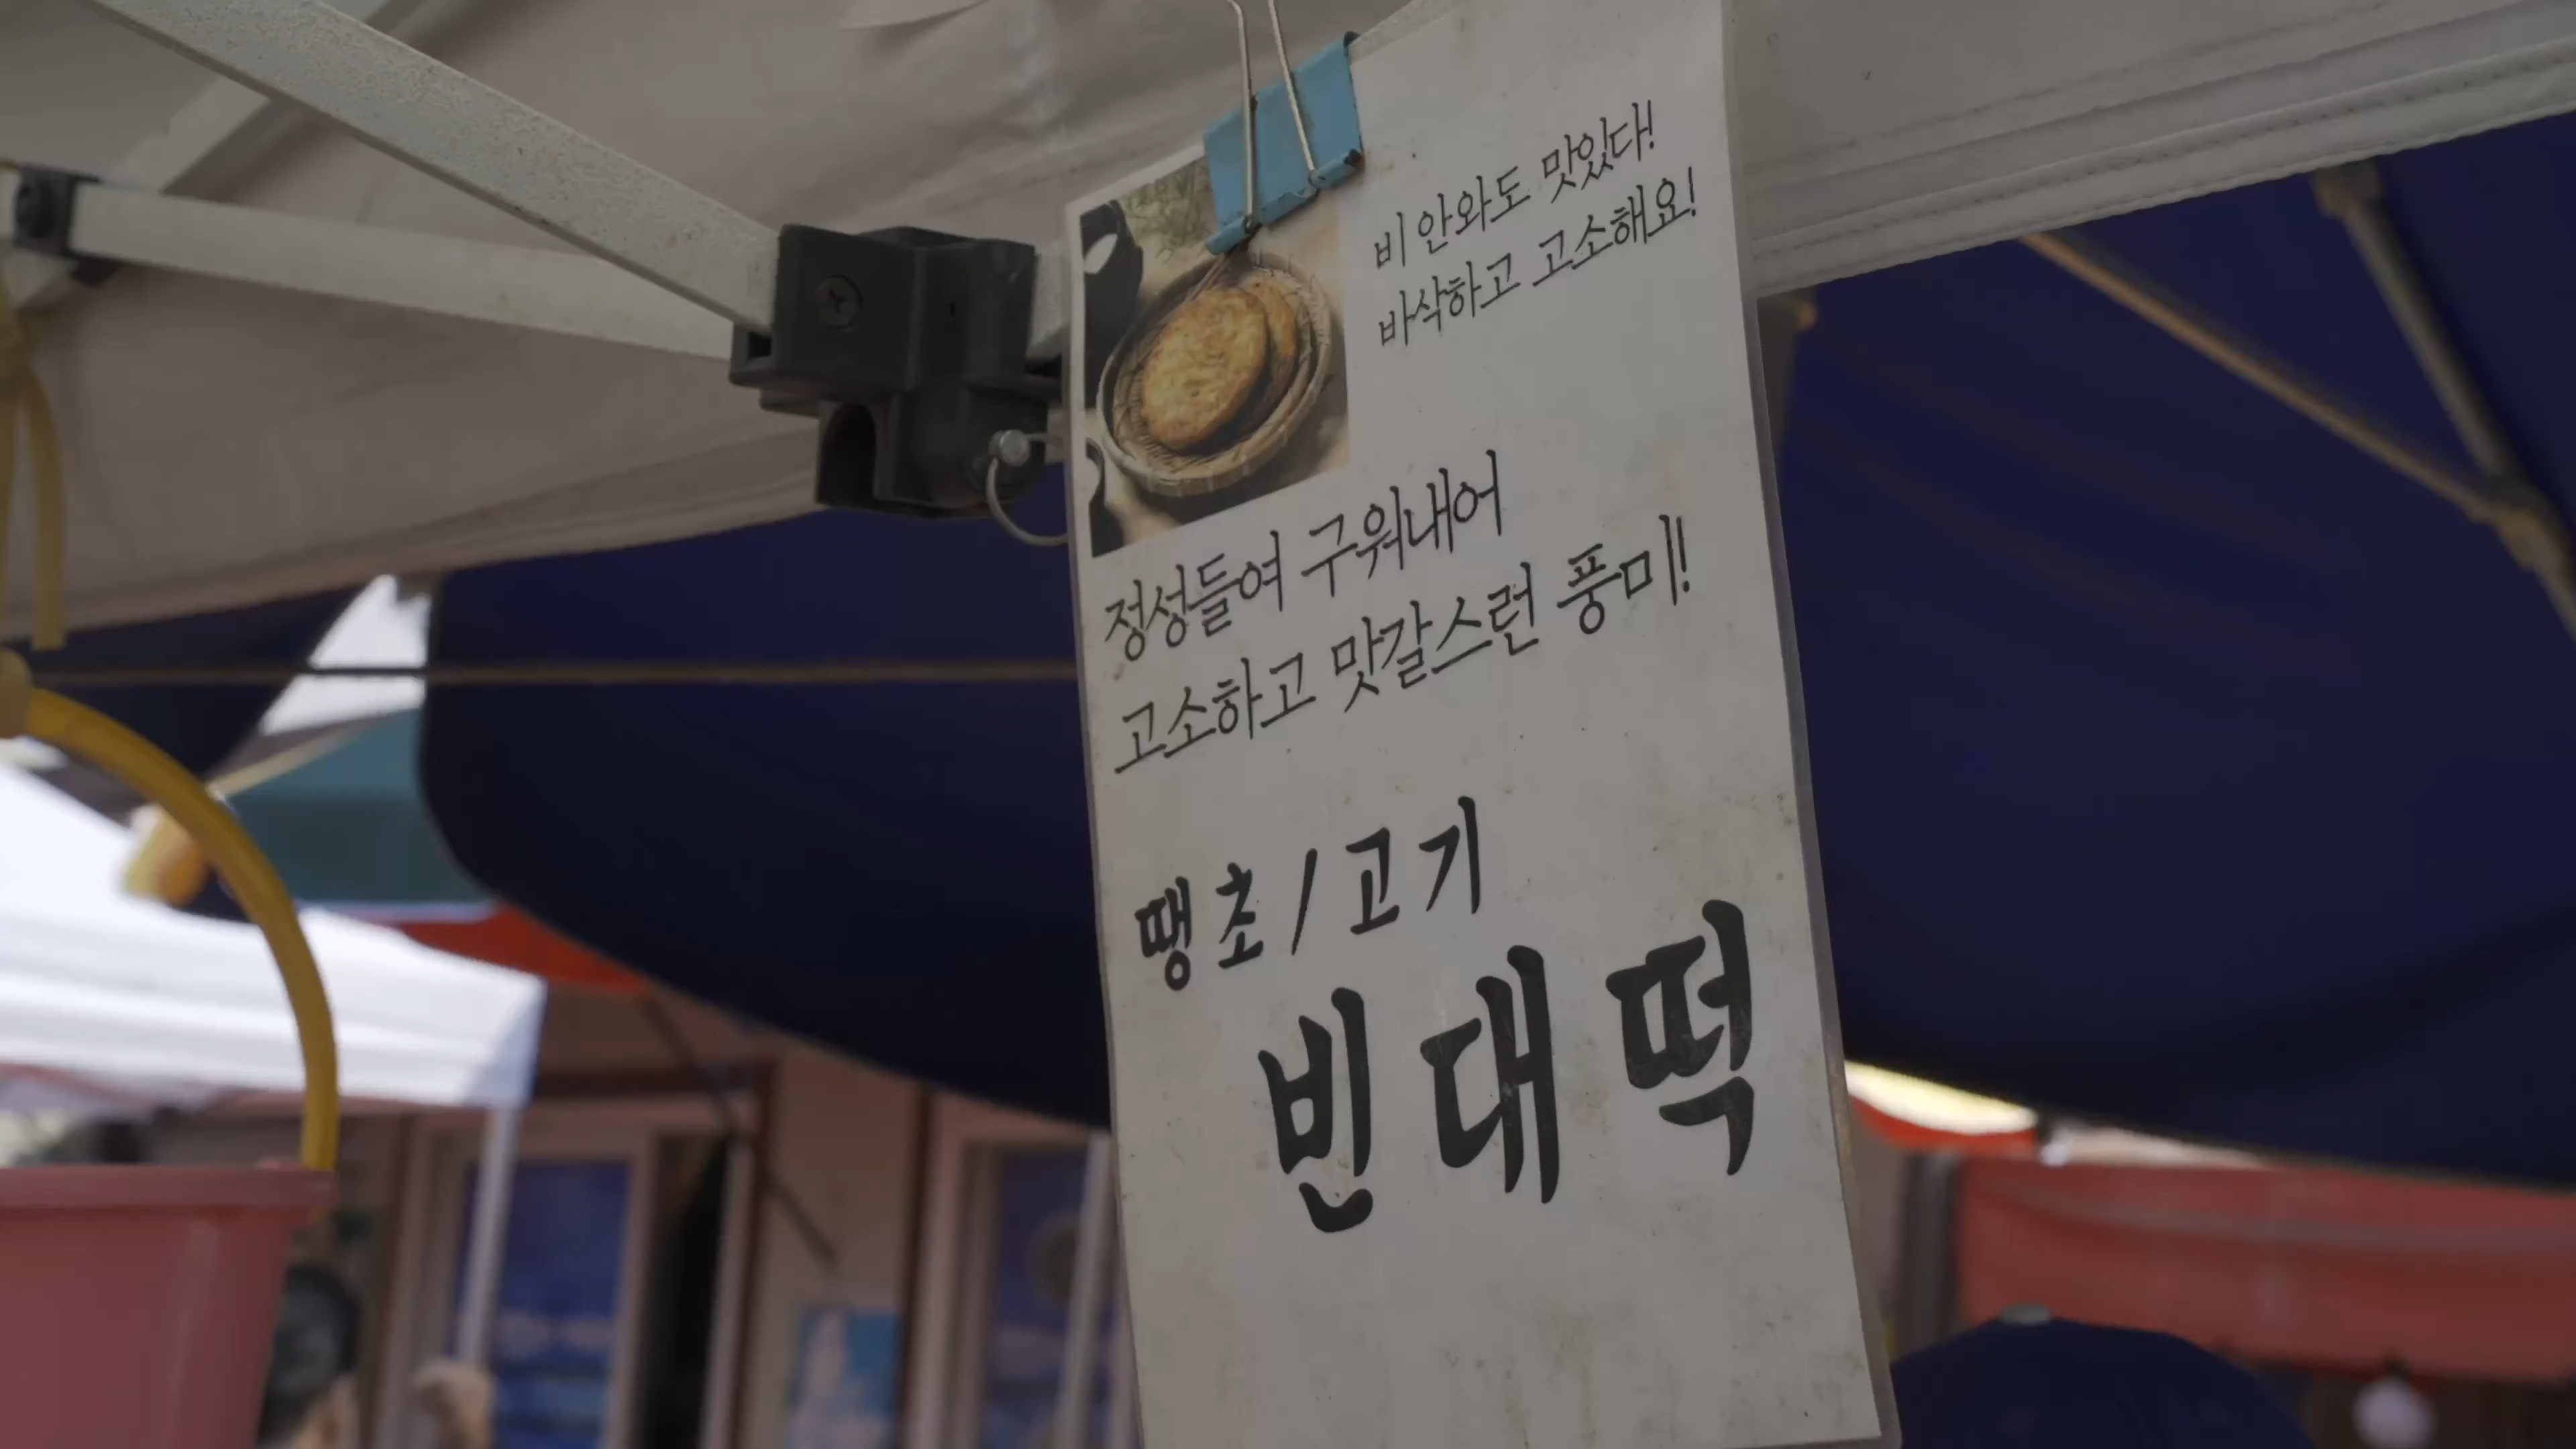 비 안와도 맛있다!
바삭하고 고소해요!
정성들여 구워내어
고소하고 맛갈스런 풍미!
땡초/고기
빈대떡